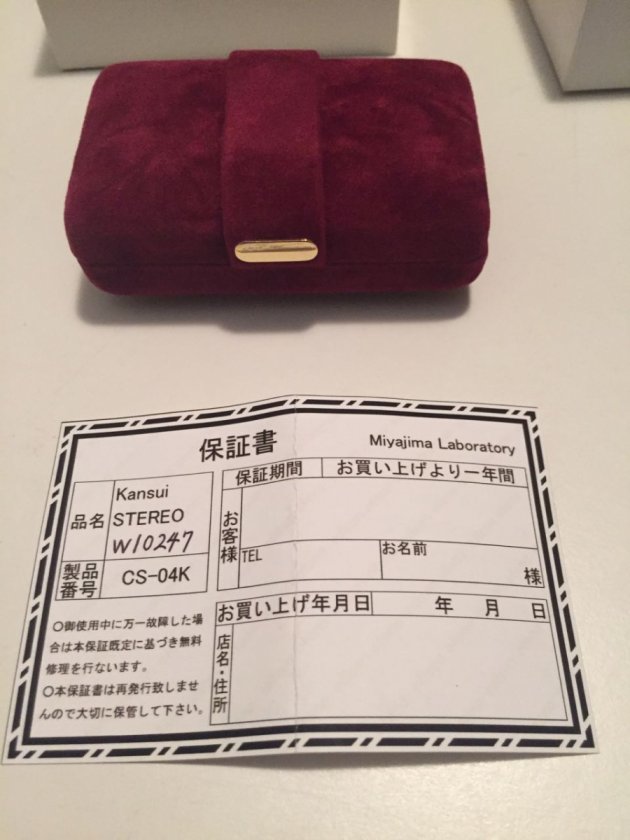 保証書
Miyajima Laboratory
品名
Kansui
STEREO
W10247
製品
番号
CS-04K
○御使用中に万一故障した場
合は本保証既定に基づき無料
修理を行ないます。
○本保証書は再発行致しませ
んので大切に保管して下さい。
保証期間
お買い上げより一年間
お客様
TEL
お名前
様
お買い上げ年月日
年 月 日
店名・住所